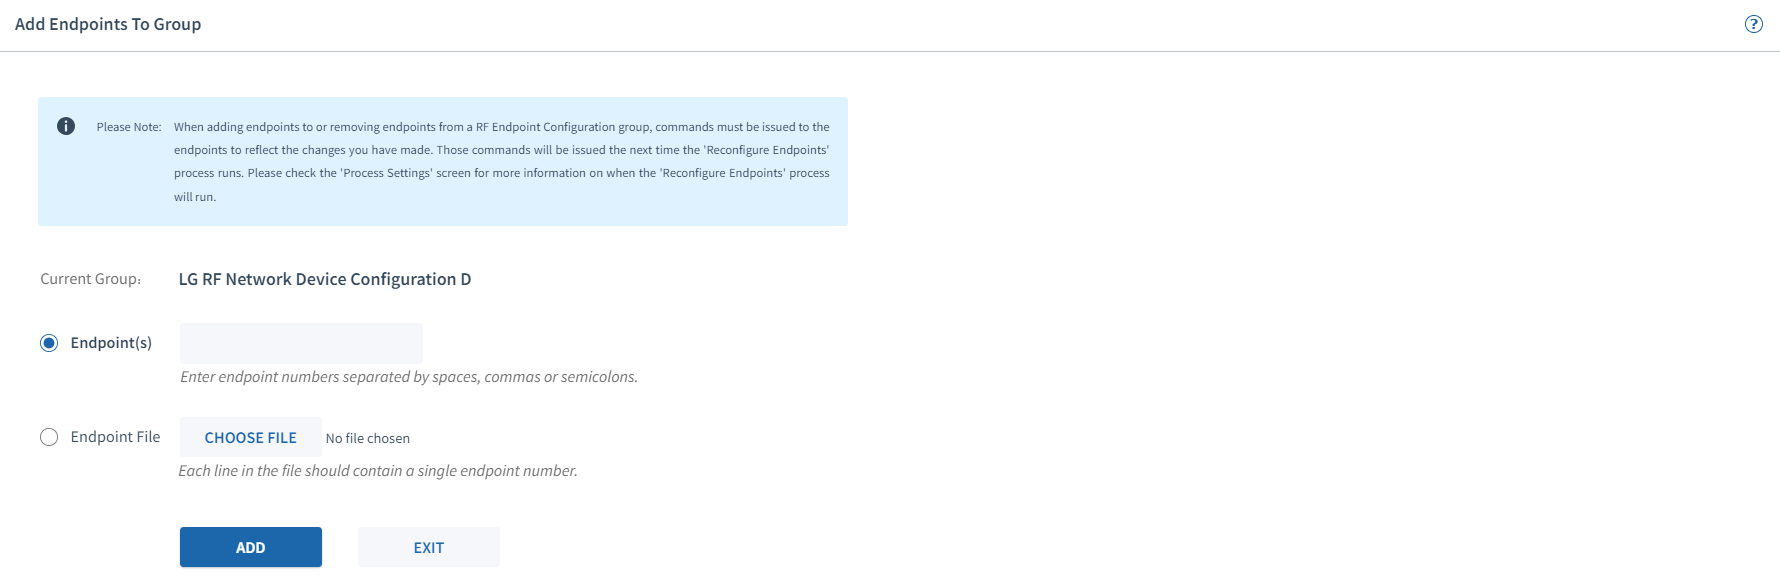 Add Endpoints To Group
?
Please Note: When adding endpoints to or removing endpoints from a RF Endpoint Configuration group, commands must be issued to the
endpoints to reflect the changes you have made. Those commands will be issued the next time the 'Reconfigure Endpoints'
process runs. Please check the 'Process Settings' screen for more information on when the 'Reconfigure Endpoints' process
will run.
Current Group: LG RF Network Device Configuration D
Endpoint(s)
Enter endpoint numbers separated by spaces, commas or semicolons.
Endpoint File CHOOSE FILE No file chosen
Each line in the file should contain a single endpoint number.
ADD EXIT